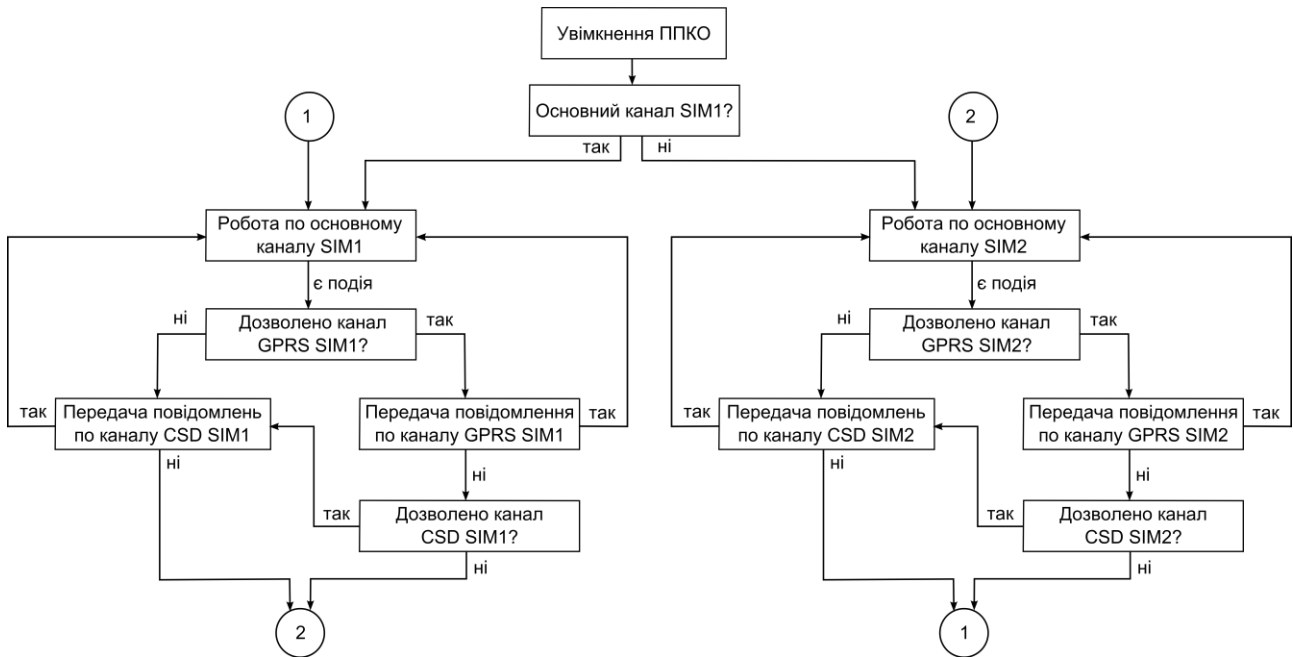 Увімкнення ППКО
Основний канал SIM1?
1
2
так
ні
Робота по основному
каналу SIM1
Робота по основному
каналу SIM2
є подія
є подія
ні
Дозволено канал
GPRS SIM1?
так
ні
Дозволено канал
GPRS SIM2?
так
так
Передача повідомлень
по каналу CSD SIM1
Передача повідомлення
по каналу GPRS SIM1
так
так
Передача повідомлень
по каналу CSD SIM2
Передача повідомлення
по каналу GPRS SIM2
так
ні
ні
ні
ні
так
Дозволено канал
CSD SIM1?
так
Дозволено канал
CSD SIM2?
ні
ні
2
1